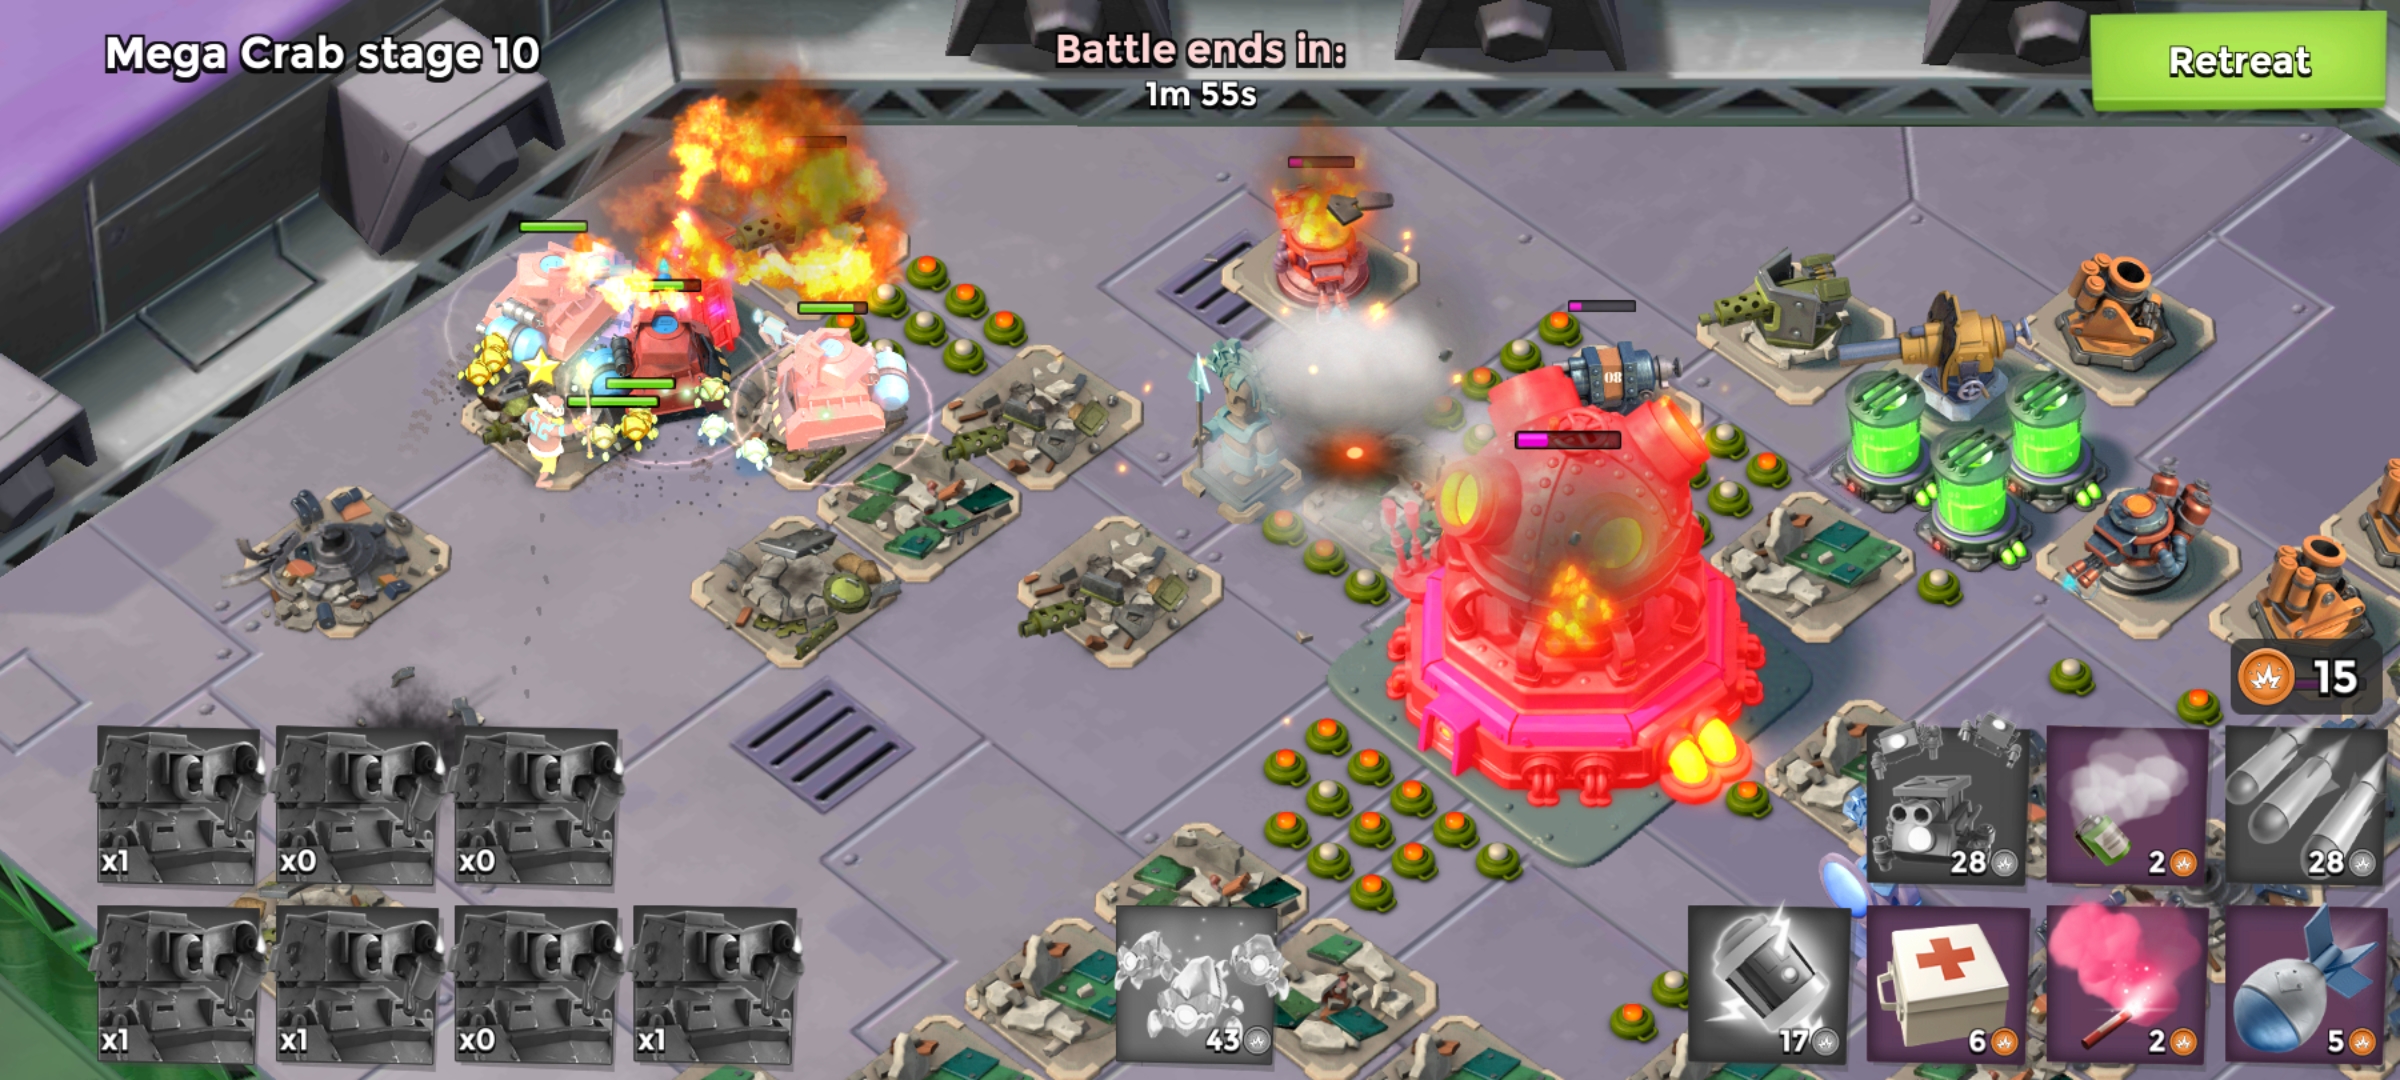 Mega Crab stage 10
Battle ends in:
1m 55s
Retreat
08
15
x1
x0
x0
28
2
28
x1
x1
x0
x1
43
17
6
2
5